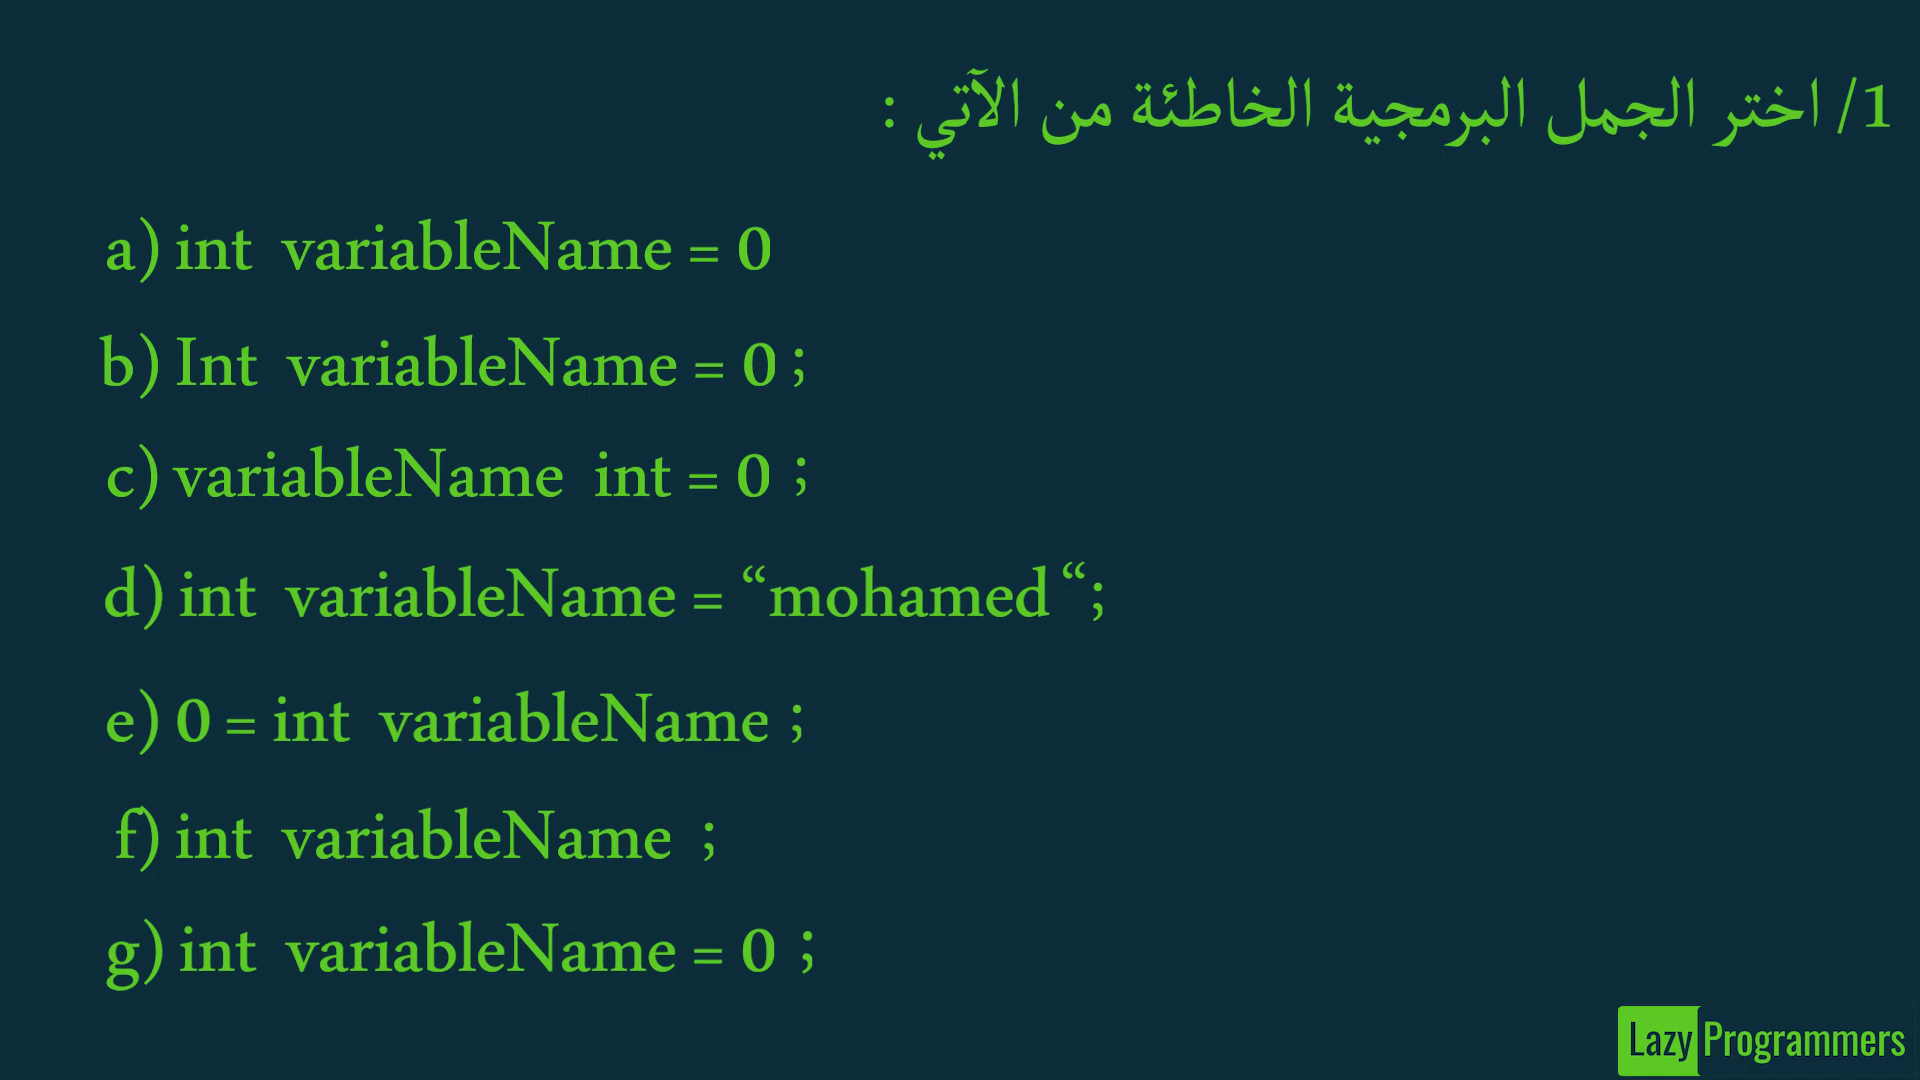 1/ اختر الجمل البرمجية الخاطئة من الآتي :
a) int variableName = 0
b) Int variableName = 0 ;
c) variableName int = 0 ;
d) int variableName = “mohamed “;
e) 0 = int variableName ;
f) int variableName ;
g) int variableName = 0 ;
Lazy Programmers